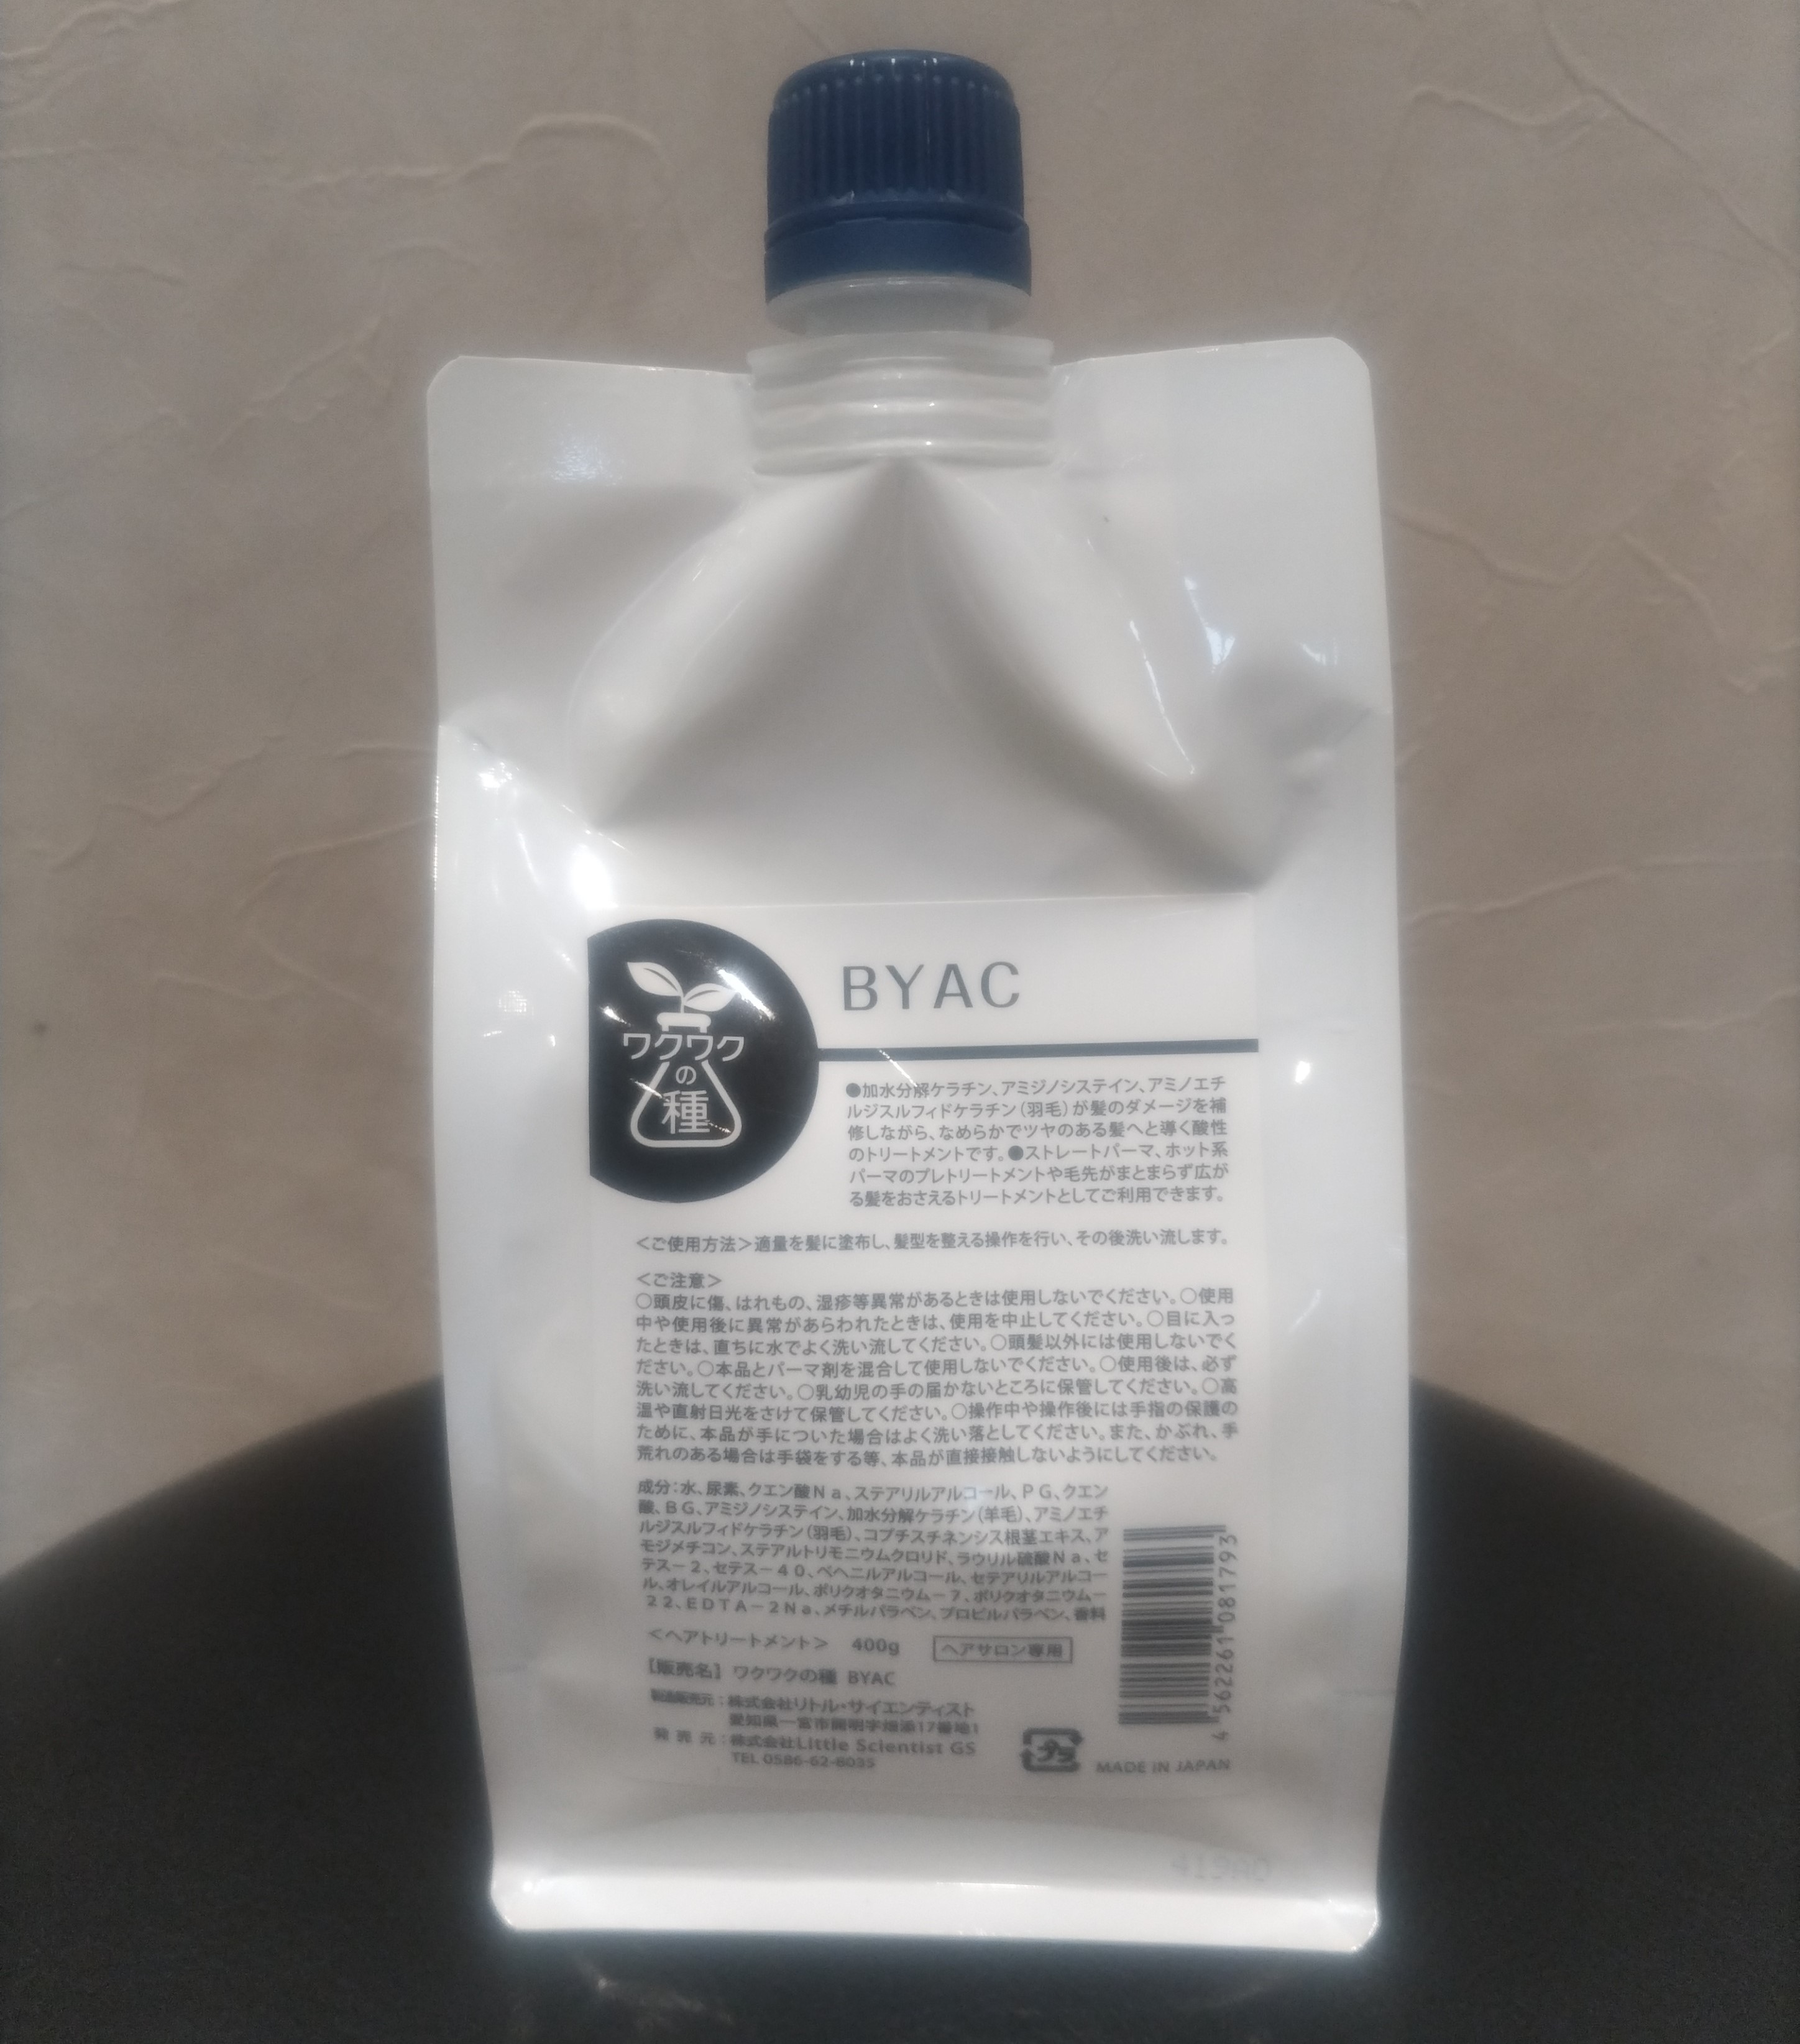 BYAC
ワクワク
の
種
●加水分解ケラチン、アミジノシステイン、アミノエチ
ルジスルフィドケラチン（羽毛）が髪のダメージを補
修しながら、なめらかでツヤのある髪へと導く酸性
のトリートメントです。●ストレートパーマ、ホット系
パーマのプレトリートメントや毛先がまとまらず広が
る髪をおさえるトリートメントとしてご利用できます。
＜ご使用方法＞適量を髪に塗布し、髪型を整える操作を行い、その後洗い流します。
＜ご注意＞
○頭皮に傷、はれもの、湿疹等異常があるときは使用しないでください。○使用
中や使用後に異常があらわれたときは、使用を中止してください。○目に入っ
たときは、直ちに水でよく洗い流してください。○頭髪以外には使用しないでく
ださい。○本品とパーマ剤を混合して使用しないでください。○使用後は、必ず
洗い流してください。○乳幼児の手の届かないところに保管してください。○高
温や直射日光をさけて保管してください。○操作中や操作後には手指の保護の
ために、本品が手についた場合はよく洗い落としてください。また、かぶれ、手
荒れのある場合は手袋をする等、本品が直接接触しないようにしてください。
成分：水、尿素、クエン酸Ｎａ、ステアリルアルコール、ＰＧ、クエン
酸、ＢＧ、アミジノシステイン、加水分解ケラチン（羊毛）、アミノエチ
ルジスルフィドケラチン（羽毛）、コプチスチネンシス根茎エキス、ア
モジメチコン、ステアルトリモニウムクロリド、ラウリル硫酸Ｎａ、セ
テス－２、セテス－４０、ベヘニルアルコール、セテアリルアルコー
ル、オレイルアルコール、ポリクオタニウム－７、ポリクオタニウム－
２２、ＥＤＴＡ－２Ｎａ、メチルパラベン、プロピルパラベン、香料
＜ヘアトリートメント＞ 400g ヘアサロン専用
【販売名】ワクワクの種 BYAC
製造販売元：株式会社リトル・サイエンティスト
愛知県一宮市開明字畑添17番地1
発売元：株式会社Little Scientist GS
TEL 0586-62-8035
プラ
MADE IN JAPAN
4 562261 081793